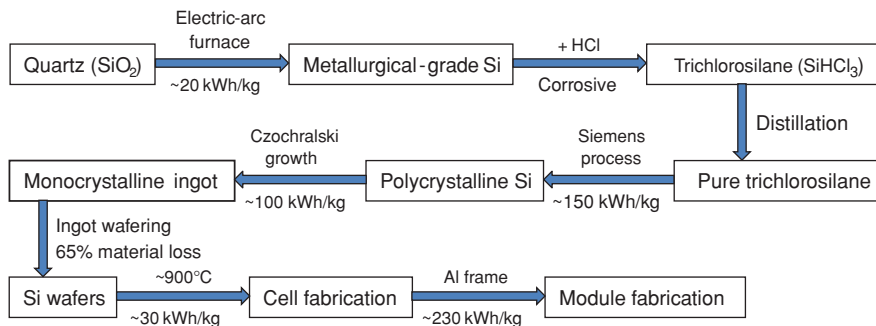 Electric-arc
furnace
+ HCl
Quartz (SiO₂)
Metallurgical-grade Si
Trichlorosilane (SiHCl₃)
~20 kWh/kg
Corrosive
Distillation
Czochralski
growth
Siemens
process
Monocrystalline ingot
Polycrystalline Si
Pure trichlorosilane
~100 kWh/kg
~150 kWh/kg
Ingot wafering
65% material loss
~900°C
Al frame
Si wafers
Cell fabrication
Module fabrication
~30 kWh/kg
~230 kWh/kg